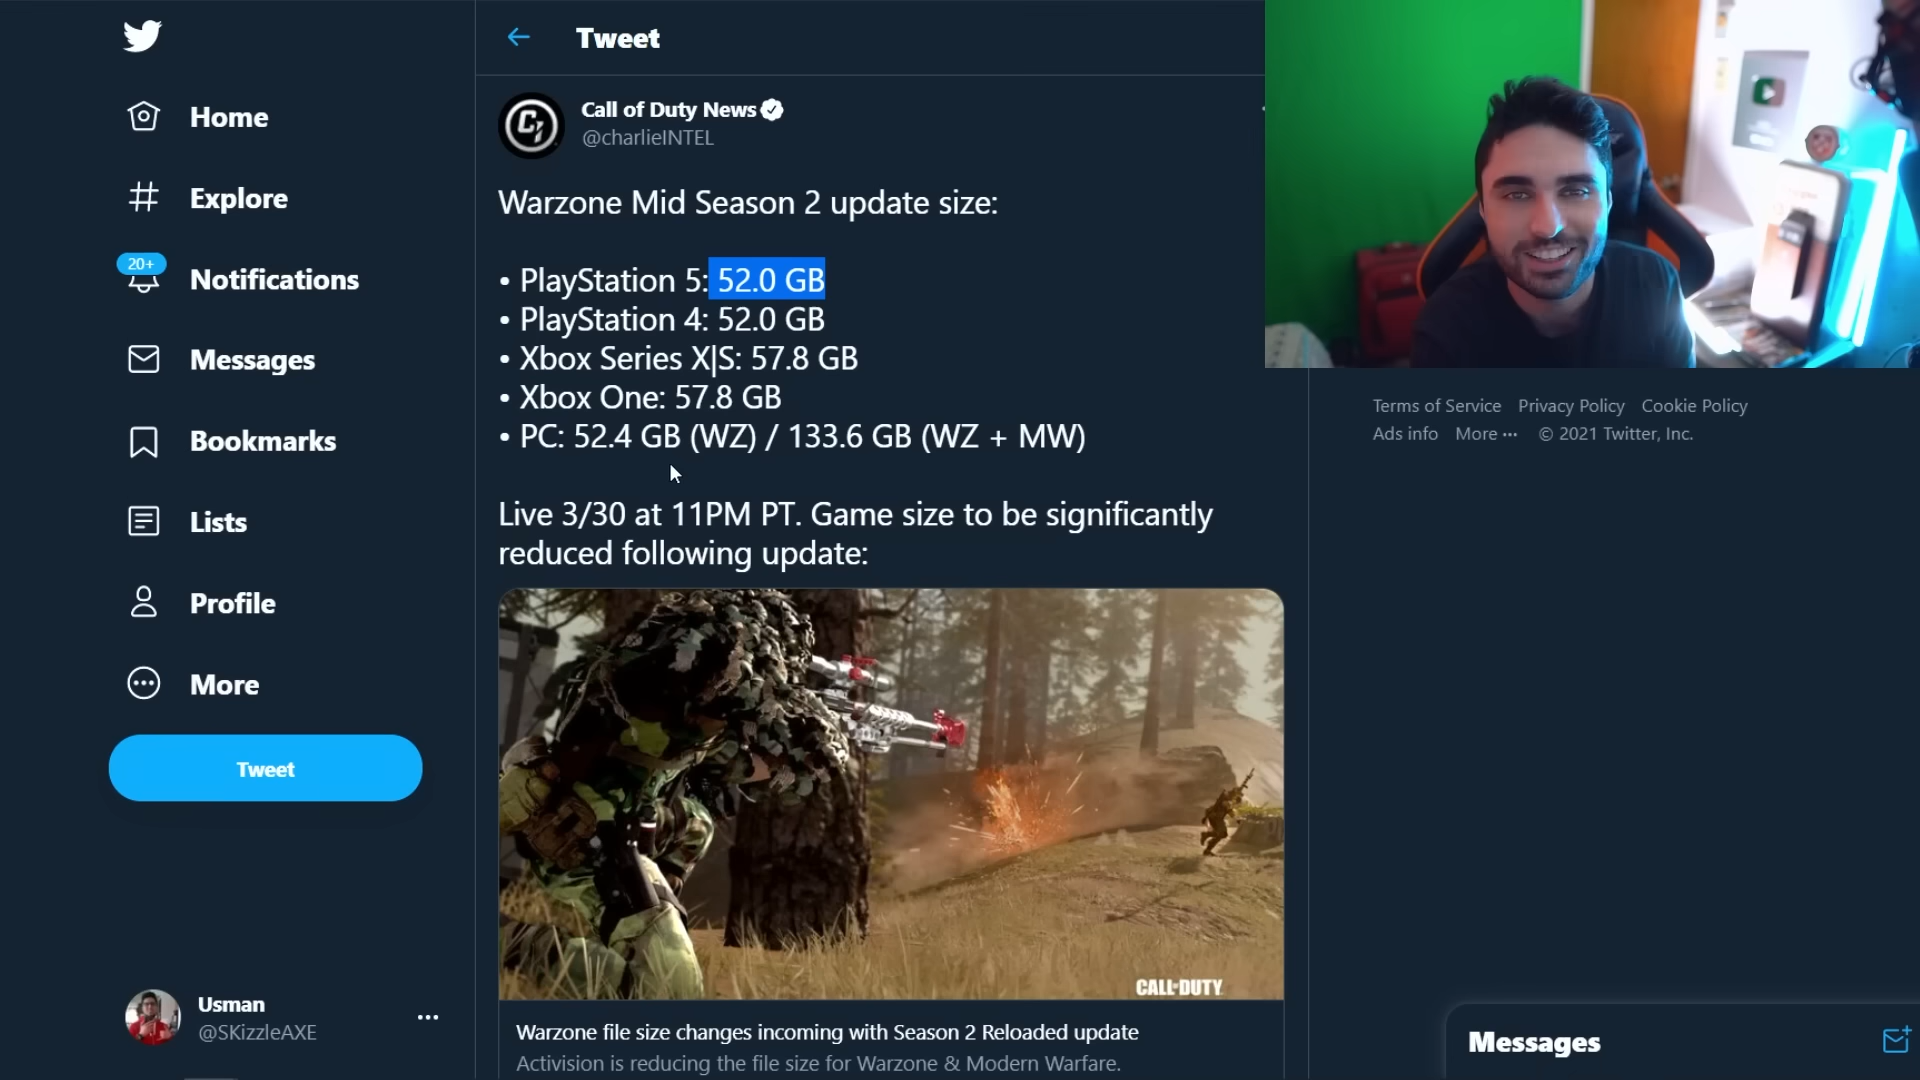 Tweet
Home
Call of Duty News
@charlieINTEL
Explore
Warzone Mid Season 2 update size:
20+
Notifications
• PlayStation 5: 52.0 GB
• PlayStation 4: 52.0 GB
• Xbox Series X|S: 57.8 GB
• Xbox One: 57.8 GB
• PC: 52.4 GB (WZ) / 133.6 GB (WZ + MW)
Messages
Bookmarks
Lists
Live 3/30 at 11PM PT. Game size to be significantly
reduced following update:
Profile
More
Tweet
CALL OF DUTY
Warzone file size changes incoming with Season 2 Reloaded update
Activision is reducing the file size for Warzone & Modern Warfare.
Usman
@SKizzleAXE
Terms of Service Privacy Policy Cookie Policy
Ads info More ··· © 2021 Twitter, Inc.
Messages